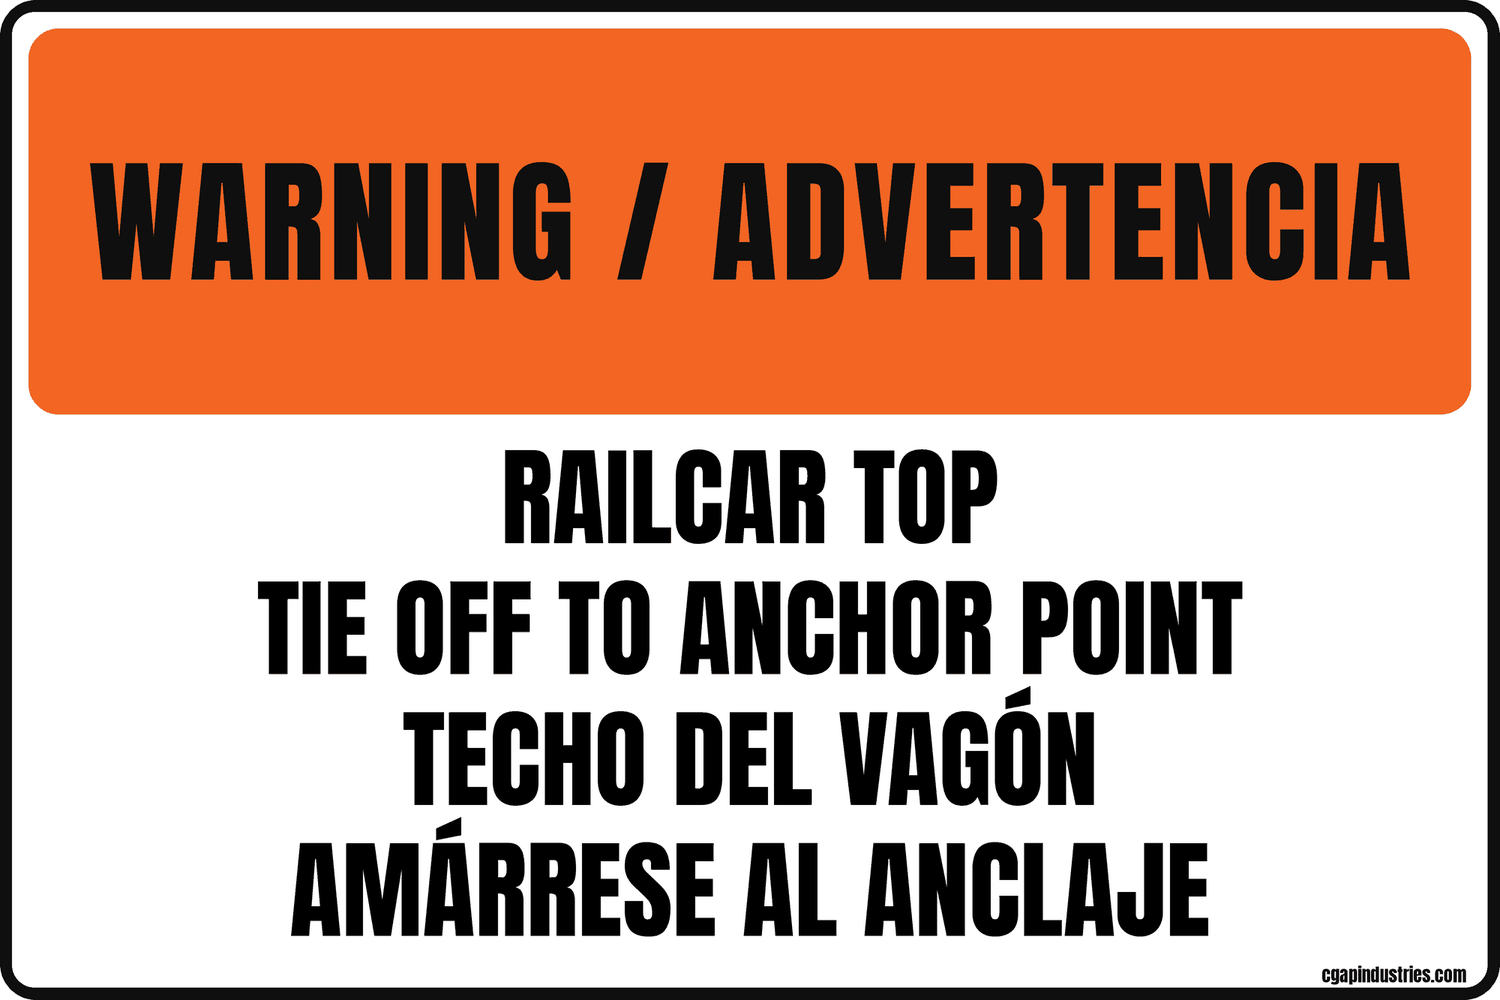 WARNING / ADVERTENCIA
RAILCAR TOP
TIE OFF TO ANCHOR POINT
TECHO DEL VAGÓN
AMÁRRESE AL ANCLAJE
cgapindustries.com